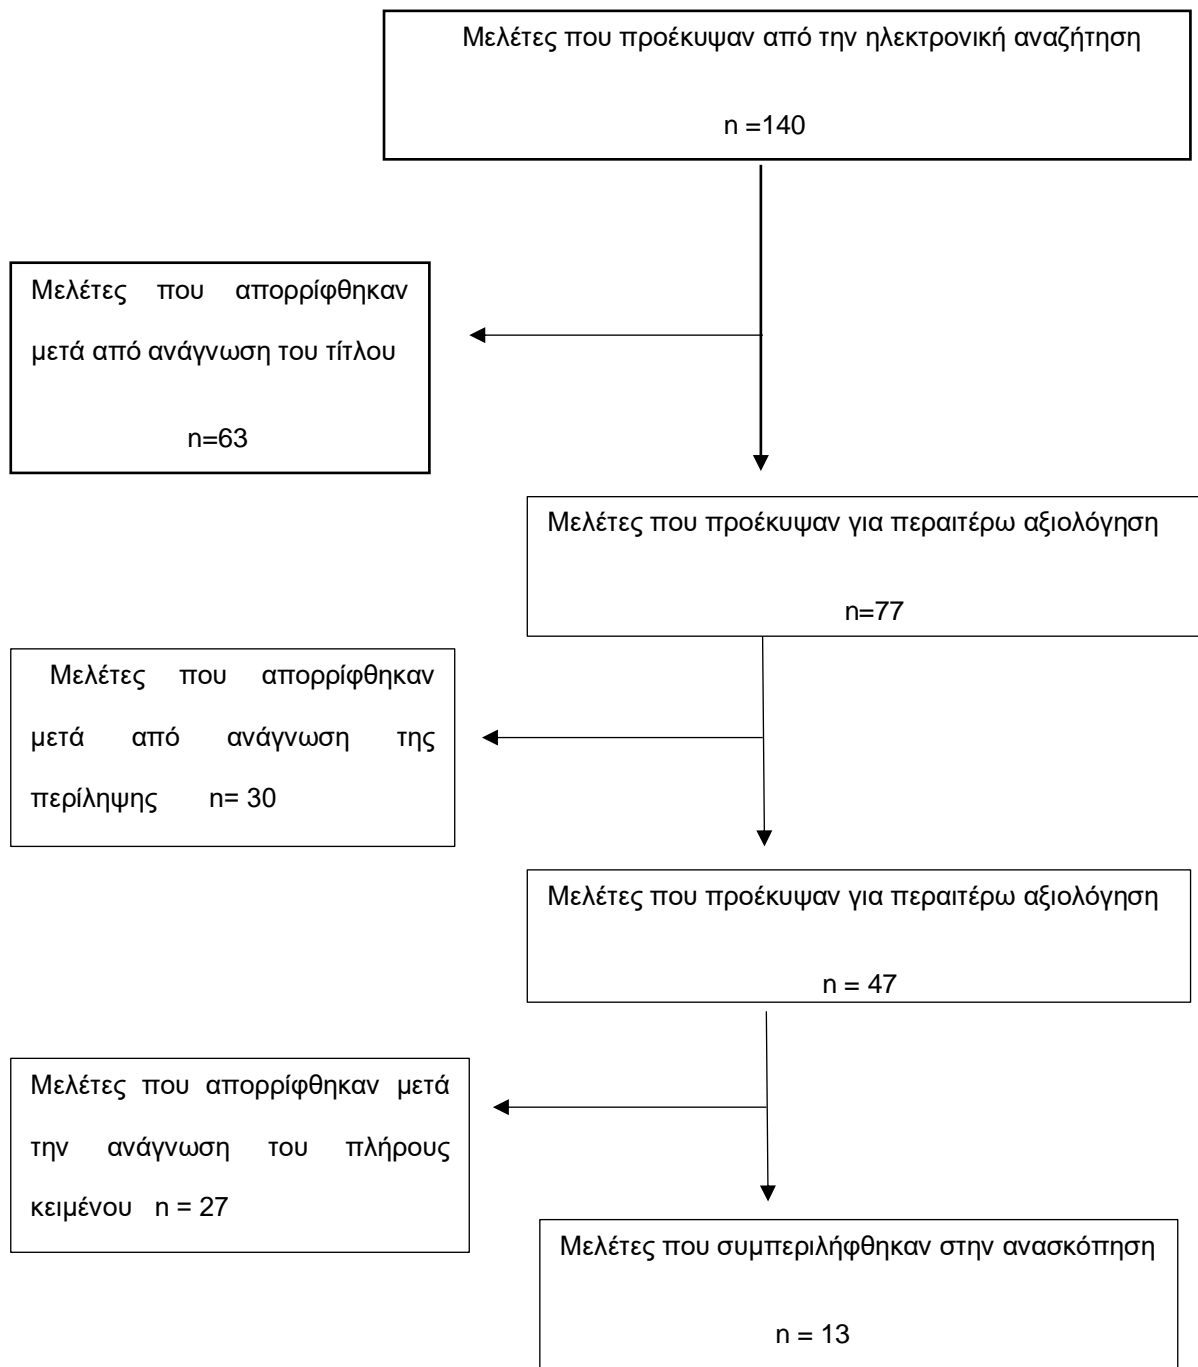 Μελέτες που προέκυψαν από την ηλεκτρονική αναζήτηση
n =140
Μελέτες που απορρίφθηκαν
μετά από ανάγνωση του τίτλου
n=63
Μελέτες που προέκυψαν για περαιτέρω αξιολόγηση
n=77
Μελέτες που απορρίφθηκαν
μετά από ανάγνωση της
περίληψης n= 30
Μελέτες που προέκυψαν για περαιτέρω αξιολόγηση
n = 47
Μελέτες που απορρίφθηκαν μετά
την ανάγνωση του πλήρους
κειμένου n = 27
Μελέτες που συμπεριλήφθηκαν στην ανασκόπηση
n = 13